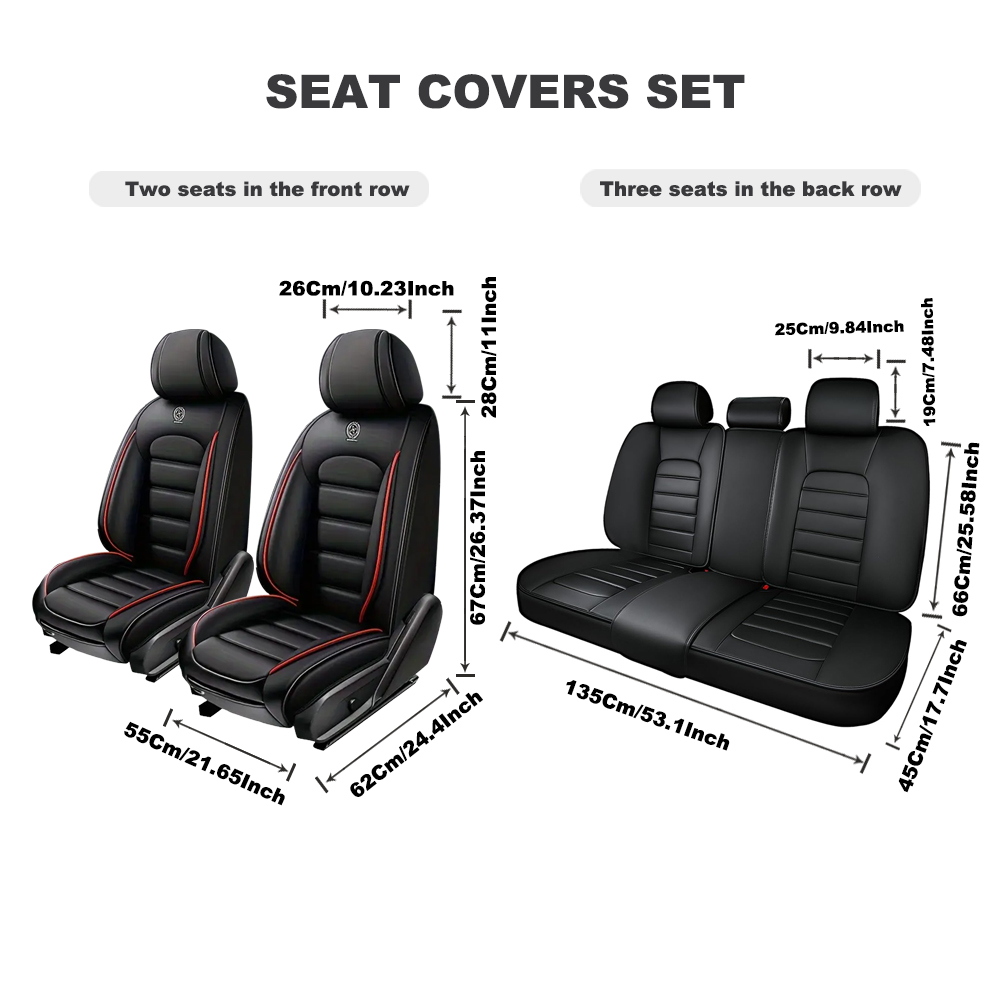 SEAT COVERS SET
Two seats in the front row
Three seats in the back row
26Cm/10.23Inch
28Cm/11Inch
67Cm/26.37Inch
55Cm/21.65Inch
62Cm/24.4Inch
25Cm/9.84Inch
19Cm/7.48Inch
66Cm/25.58Inch
135Cm/53.1Inch
45Cm/17.7Inch